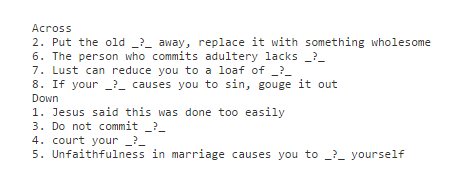 Across
2. Put the old _?_ away, replace it with something wholesome
6. The person who commits adultery lacks _?_
7. Lust can reduce you to a loaf of _?_
8. If your _?_ causes you to sin, gouge it out
Down
1. Jesus said this was done too easily
3. Do not commit _?_
4. court your _?_
5. Unfaithfulness in marriage causes you to _?_ yourself